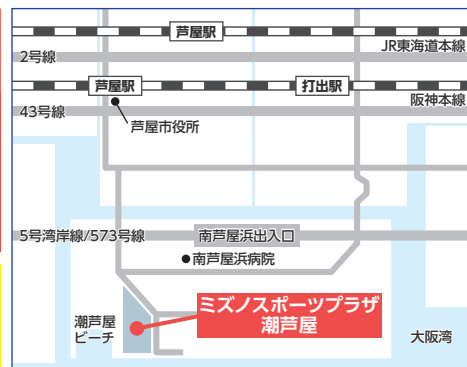 芦屋駅
JR東海道本線
2号線
芦屋駅
打出駅
阪神本線
43号線
芦屋市役所
5号湾岸線/573号線
南芦屋浜出入口
南芦屋浜病院
ミズノスポーツプラザ
潮芦屋
潮芦屋
ビーチ
大阪湾